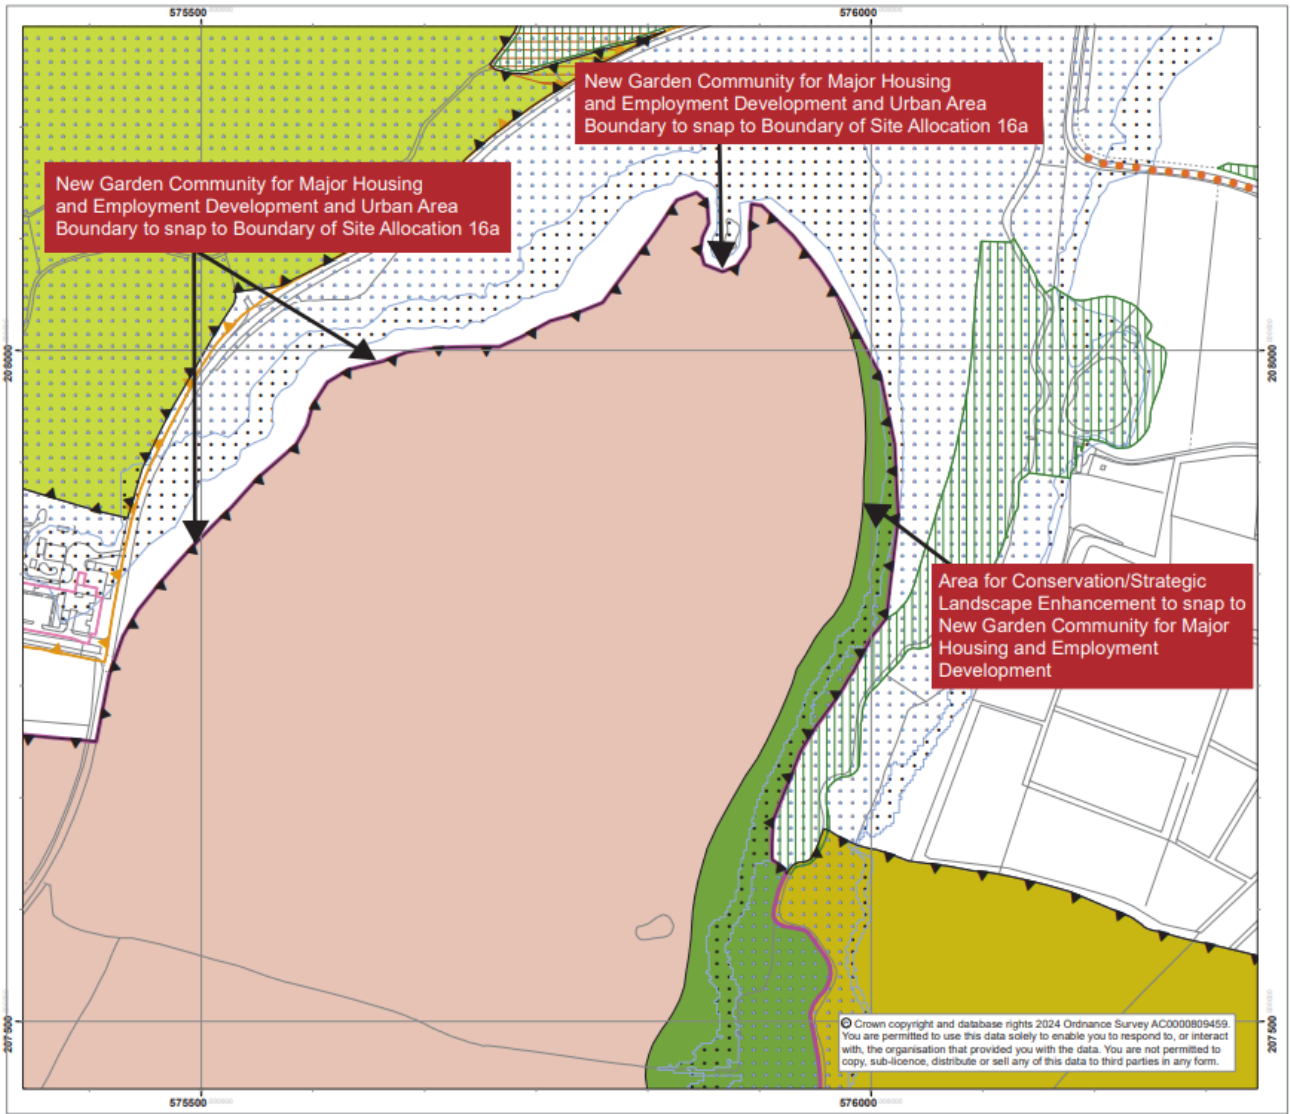 575500
576000
New Garden Community for Major Housing
and Employment Development and Urban Area
Boundary to snap to Boundary of Site Allocation 16a
New Garden Community for Major Housing
and Employment Development and Urban Area
Boundary to snap to Boundary of Site Allocation 16a
208000
208000
Area for Conservation/Strategic
Landscape Enhancement to snap to
New Garden Community for Major
Housing and Employment
Development
207500
207500
© Crown copyright and database rights 2024 Ordnance Survey AC0000809459.
You are permitted to use this data solely to enable you to respond to, or interact
with, the organisation that provided you with the data. You are not permitted to
copy, sub-licence, distribute or sell any of this data to third parties in any form.
575500
576000